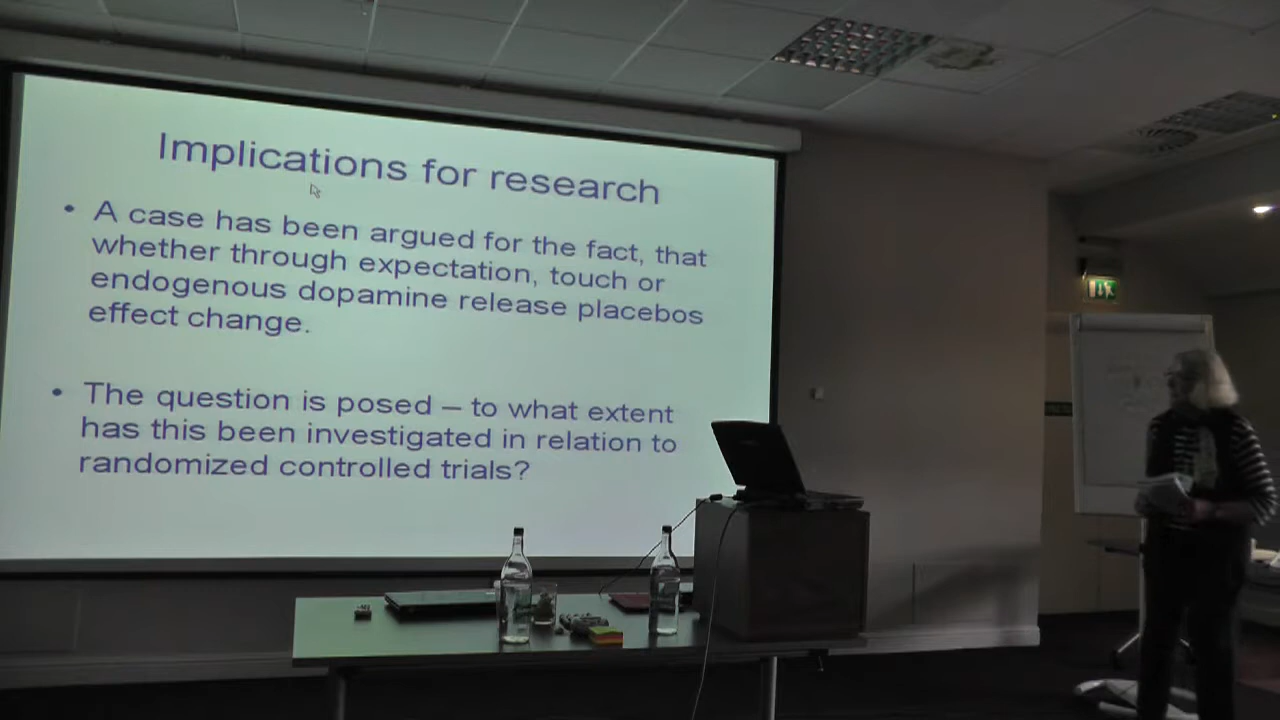 Implications for research
• A case has been argued for the fact, that
whether through expectation, touch or
endogenous dopamine release placebos
effect change.
• The question is posed – to what extent
has this been investigated in relation to
randomized controlled trials?